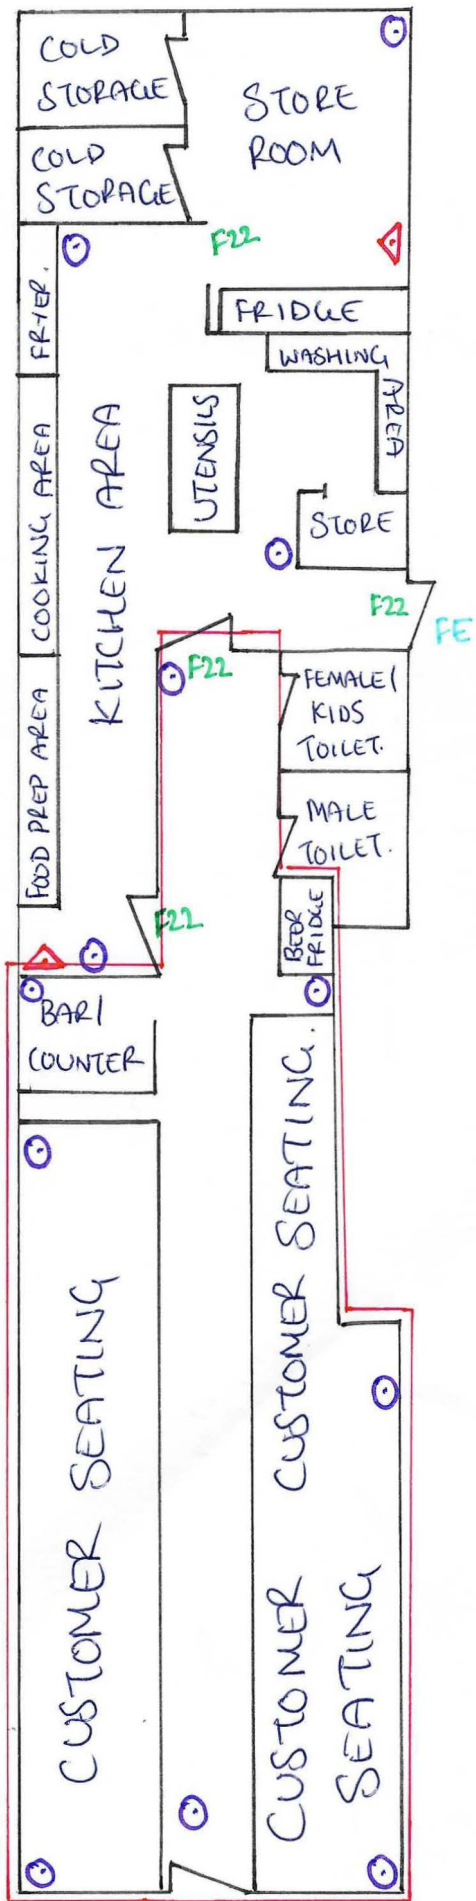 COLD
STORAGE
STORE
ROOM
COLD
STORAGE
F22
FRYER.
FRIDGE
WASHING
AREA
UTENSILS
COOKING AREA
KITCHEN AREA
STORE
F22
FE
F22
FEMALE/
KIDS
TOILET.
FOOD PREP AREA
MALE
TOILET.
F22
BEER
FRIDGE
BAR/
COUNTER
CUSTOMER SEATING.
CUSTOMER SEATING
CUSTOMER
SEATING